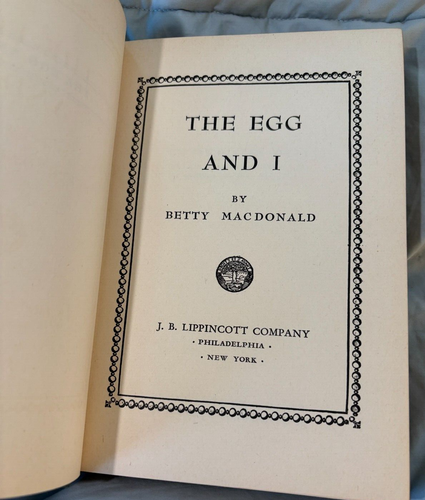 THE EGG
AND I
BY
BETTY MACDONALD
J. B. LIPPINCOTT COMPANY
· PHILADELPHIA ·
· NEW YORK ·